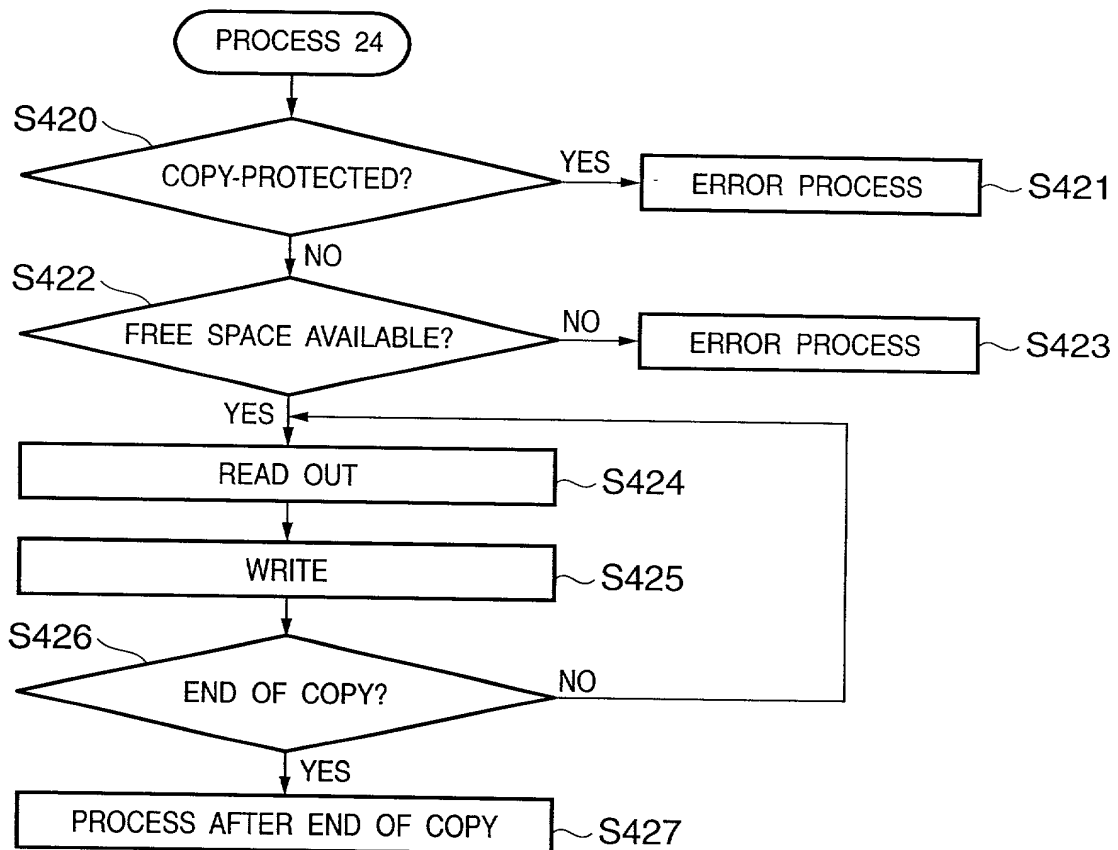 PROCESS 24
S420
COPY-PROTECTED?
YES
ERROR PROCESS
S421
NO
S422
FREE SPACE AVAILABLE?
NO
ERROR PROCESS
S423
YES
READ OUT
S424
WRITE
S425
S426
END OF COPY?
NO
YES
PROCESS AFTER END OF COPY
S427